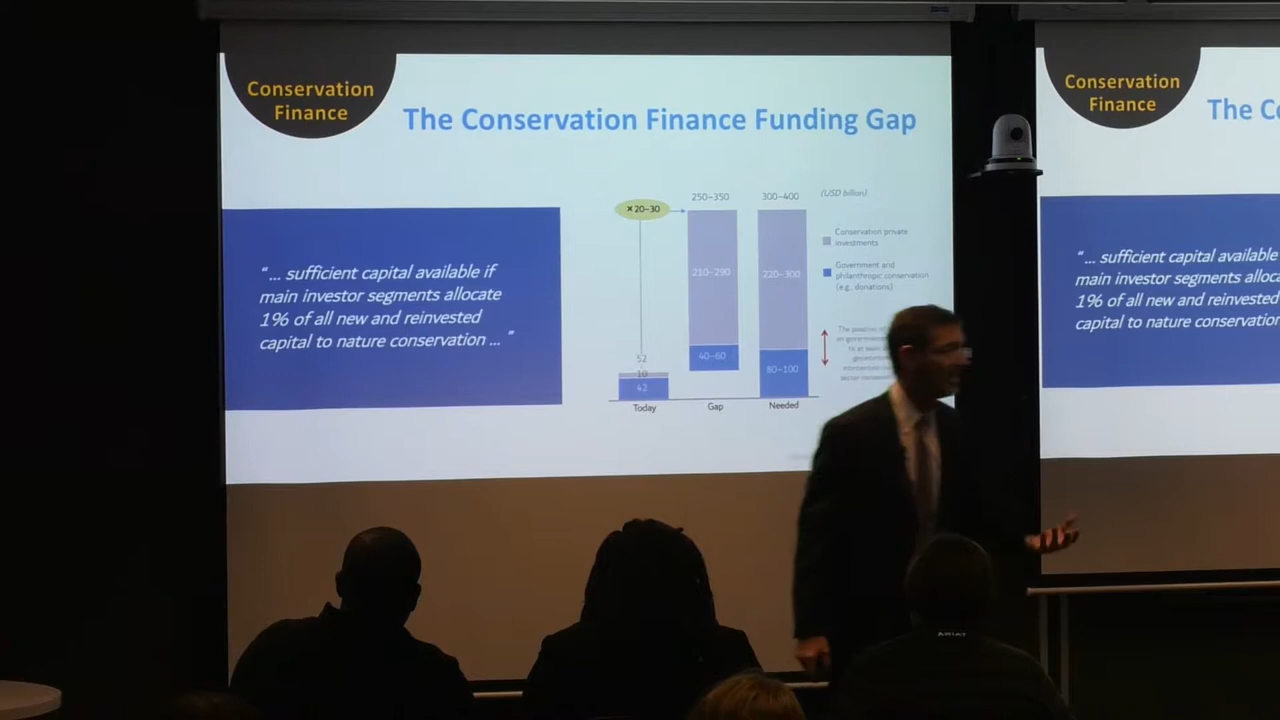 Conservation
Finance
The Conservation Finance Funding Gap
"... sufficient capital available if
main investor segments allocate
1% of all new and reinvested
capital to nature conservation ... "
250–350
300–400
(USD billion)
×20–30
Conservation private
investments
210–290
220–300
Government and
philanthropic conservation
(e.g., donations)
52
10
42
40–60
80–100
Today
Gap
Needed
Conservation
Finance
The C
"... sufficient capital available
main investor segments alloca
1% of all new and reinvested
capital to nature conservation
ARIAT